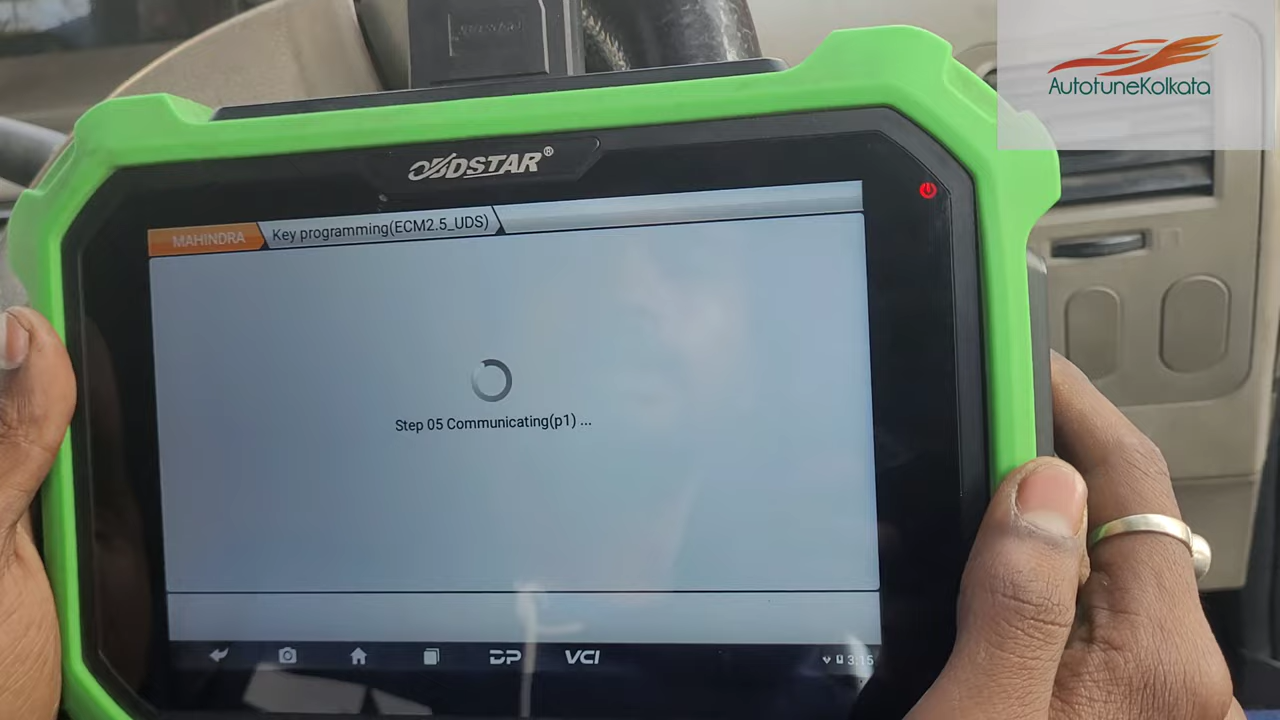 AutotuneKolkata
OBDSTAR®
MAHINDRA
Key programming(ECM2.5_UDS)
Step 05 Communicating(p1) ...
DP
VCI
3:15